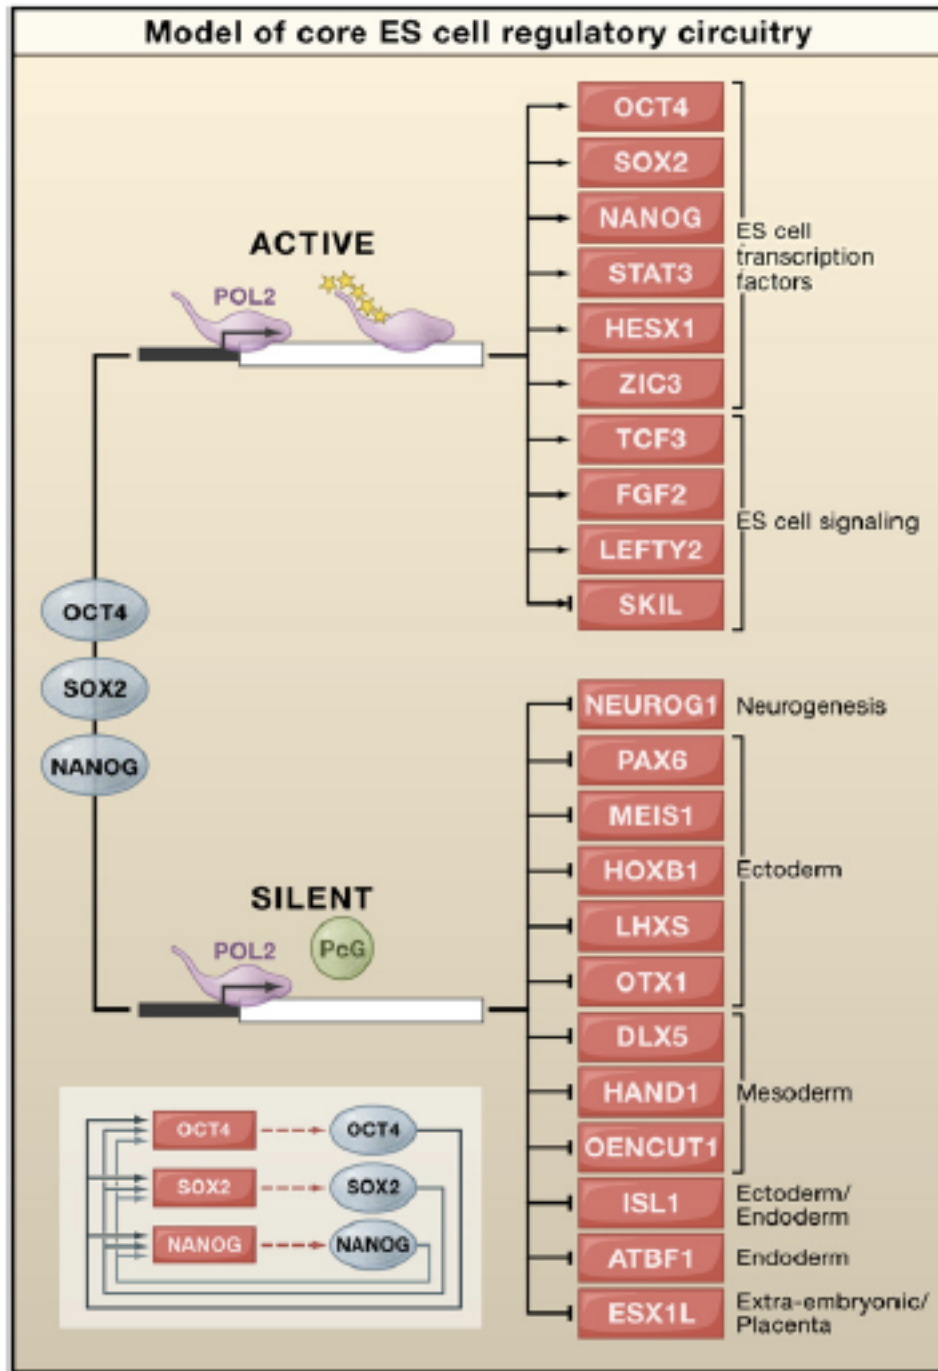 Model of core ES cell regulatory circuitry
ACTIVE
POL2
OCT4
SOX2
NANOG
STAT3
HESX1
ZIC3
ES cell
transcription
factors
TCF3
FGF2
LEFTY2
SKIL
ES cell signaling
OCT4
SOX2
NANOG
SILENT
POL2
PcG
NEUROG1
Neurogenesis
PAX6
MEIS1
HOXB1
LHXS
OTX1
Ectoderm
DLX5
HAND1
OENCUT1
Mesoderm
ISL1
Ectoderm/
Endoderm
ATBF1
Endoderm
ESX1L
Extra-embryonic/
Placenta
OCT4
OCT4
SOX2
SOX2
NANOG
NANOG